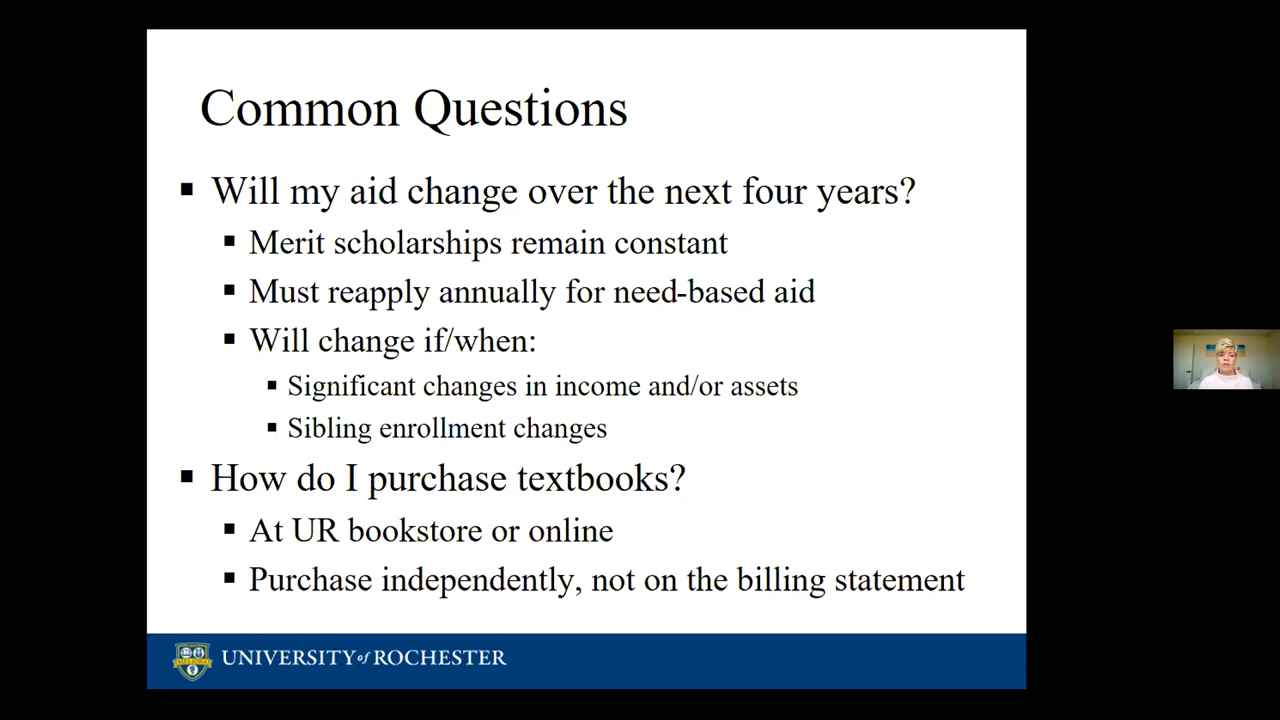 Common Questions
▪ Will my aid change over the next four years?
▪ Merit scholarships remain constant
▪ Must reapply annually for need-based aid
▪ Will change if/when:
▪ Significant changes in income and/or assets
▪ Sibling enrollment changes
▪ How do I purchase textbooks?
▪ At UR bookstore or online
▪ Purchase independently, not on the billing statement
MELIORA
UNIVERSITY of ROCHESTER